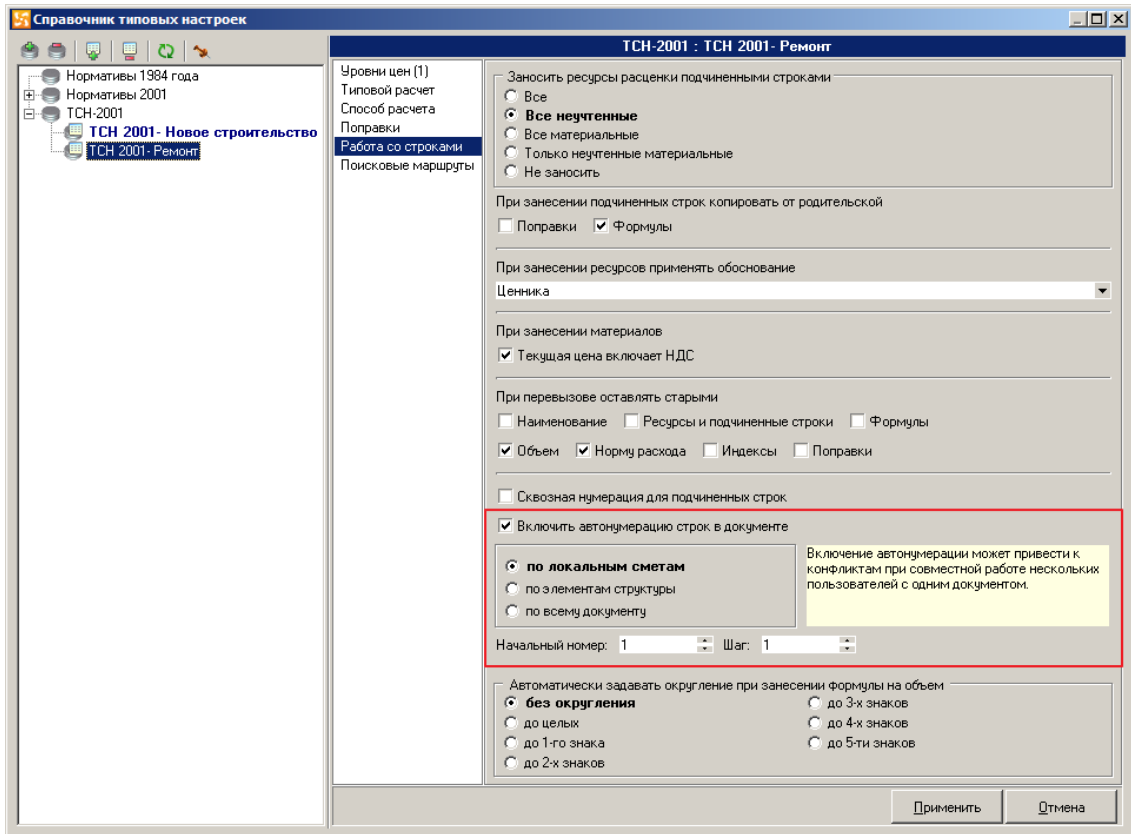 Справочник типовых настроек
Нормативы 1984 года
Нормативы 2001
ТСН-2001
ТСН 2001- Новое строительство
ТСН 2001- Ремонт
ТСН-2001 : ТСН 2001- Ремонт
Уровни цен (1)
Типовой расчет
Способ расчета
Поправки
Работа со строками
Поисковые маршруты
Заносить ресурсы расценки подчиненными строками
Все
Все неучтенные
Все материальные
Только неучтенные материальные
Не заносить
При занесении подчиненных строк копировать от родительской
Поправки Формулы
При занесении ресурсов применять обоснование
Ценника
При занесении материалов
Текущая цена включает НДС
При перевызове оставлять старыми
Наименование Ресурсы и подчиненные строки Формулы
Объем Норму расхода Индексы Поправки
Сквозная нумерация для подчиненных строк
Включить автонумерацию строк в документе
по локальным сметам
по элементам структуры
по всему документу
Включение автонумерации может привести к
конфликтам при совместной работе нескольких
пользователей с одним документом.
Начальный номер: 1 Шаг: 1
Автоматически задавать округление при занесении формулы на объем
без округления до 3-х знаков
до целых до 4-х знаков
до 1-го знака до 5-ти знаков
до 2-х знаков
Применить Отмена